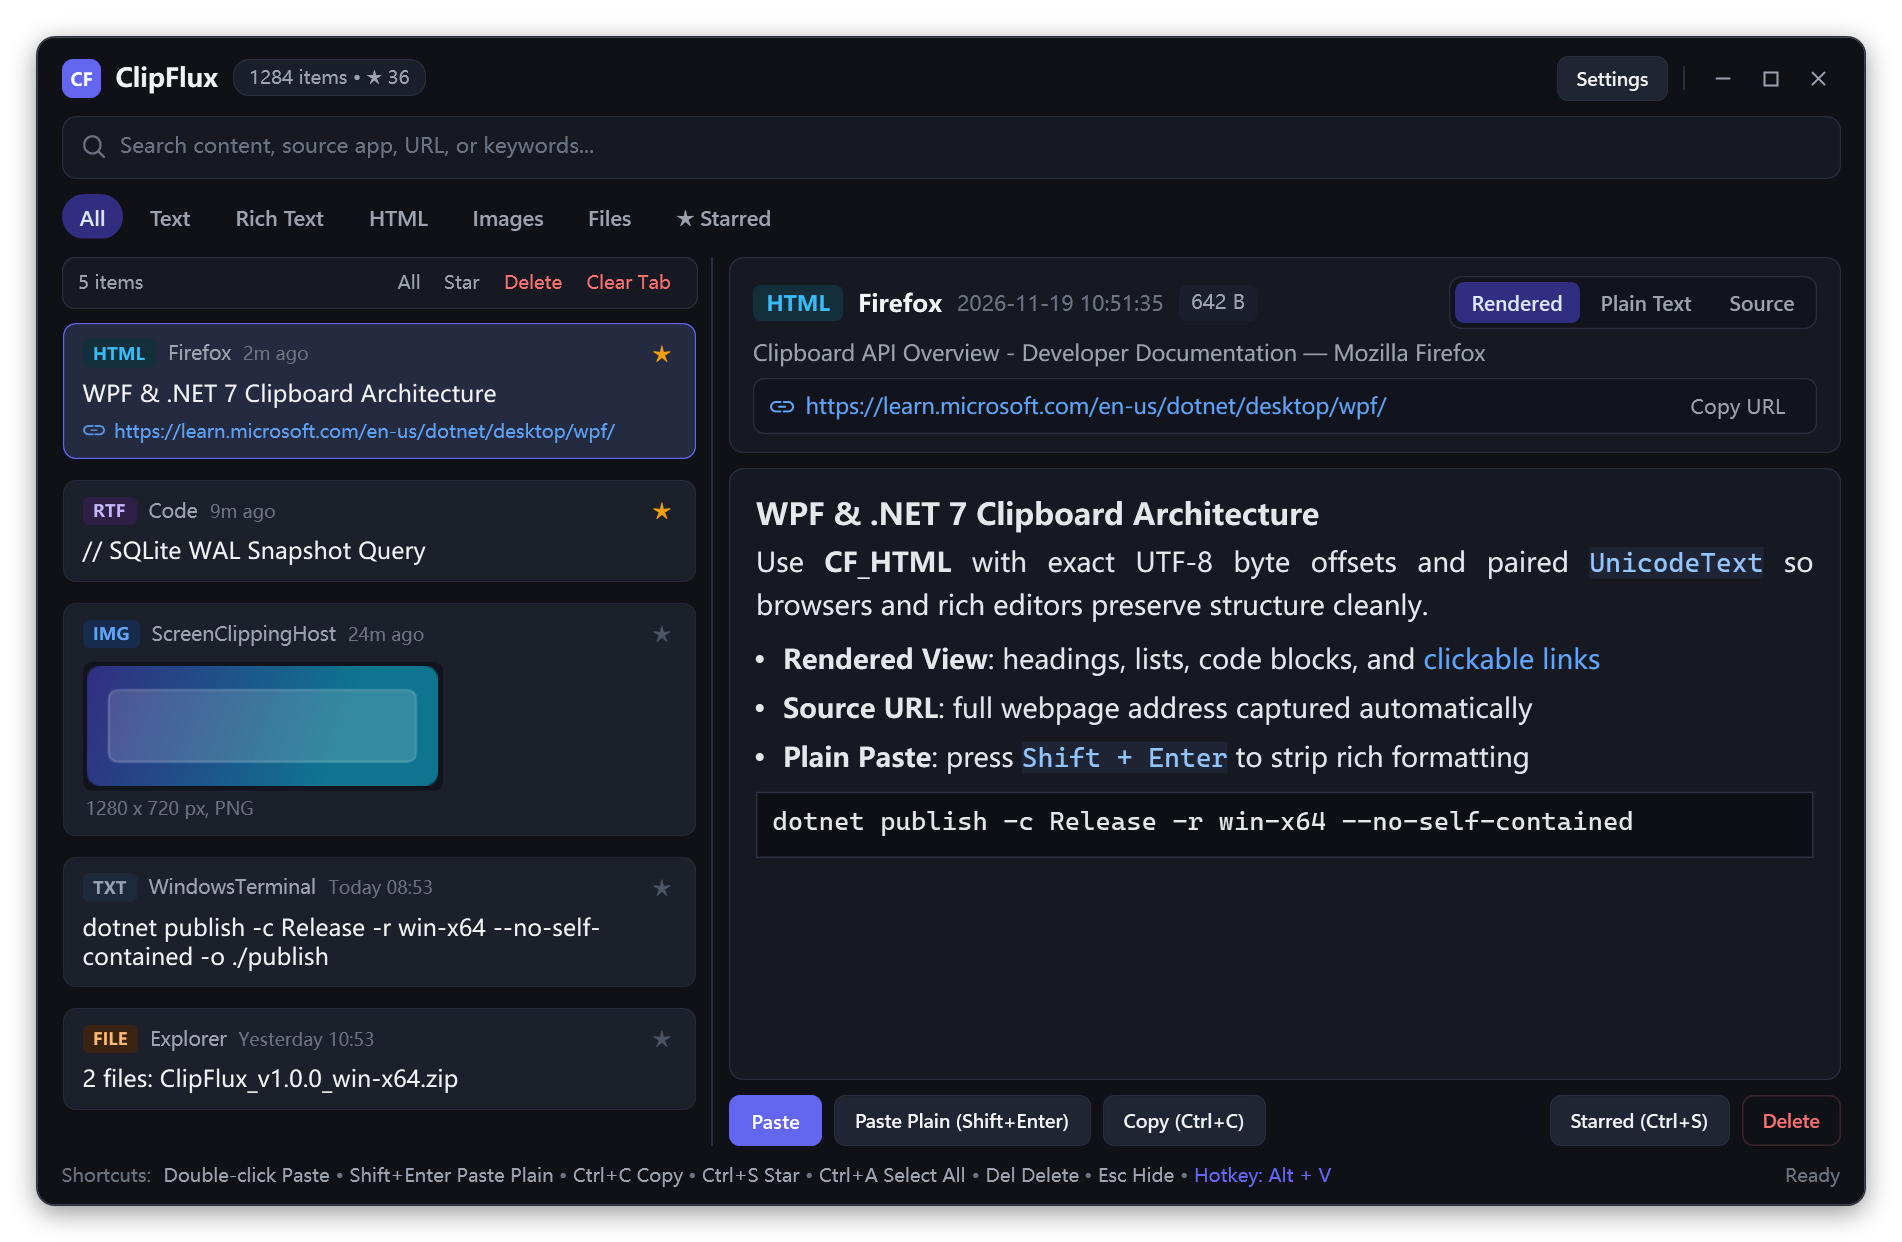 CF ClipFlux 1284 items • ★ 36 Settings
Search content, source app, URL, or keywords...
All Text Rich Text HTML Images Files ★ Starred
5 items All Star Delete Clear Tab
HTML Firefox 2m ago ★
WPF & .NET 7 Clipboard Architecture
https://learn.microsoft.com/en-us/dotnet/desktop/wpf/
RTF Code 9m ago ★
// SQLite WAL Snapshot Query
IMG ScreenClippingHost 24m ago ★
1280 x 720 px, PNG
TXT WindowsTerminal Today 08:53 ★
dotnet publish -c Release -r win-x64 --no-self-
contained -o ./publish
FILE Explorer Yesterday 10:53 ★
2 files: ClipFlux_v1.0.0_win-x64.zip
HTML Firefox 2026-11-19 10:51:35 642 B Rendered Plain Text Source
Clipboard API Overview - Developer Documentation — Mozilla Firefox
https://learn.microsoft.com/en-us/dotnet/desktop/wpf/ Copy URL
WPF & .NET 7 Clipboard Architecture
Use CF_HTML with exact UTF-8 byte offsets and paired UnicodeText so
browsers and rich editors preserve structure cleanly.
• Rendered View: headings, lists, code blocks, and clickable links
• Source URL: full webpage address captured automatically
• Plain Paste: press Shift + Enter to strip rich formatting
dotnet publish -c Release -r win-x64 --no-self-contained
Paste Paste Plain (Shift+Enter) Copy (Ctrl+C) Starred (Ctrl+S) Delete
Shortcuts: Double-click Paste • Shift+Enter Paste Plain • Ctrl+C Copy • Ctrl+S Star • Ctrl+A Select All • Del Delete • Esc Hide • Hotkey: Alt + V Ready